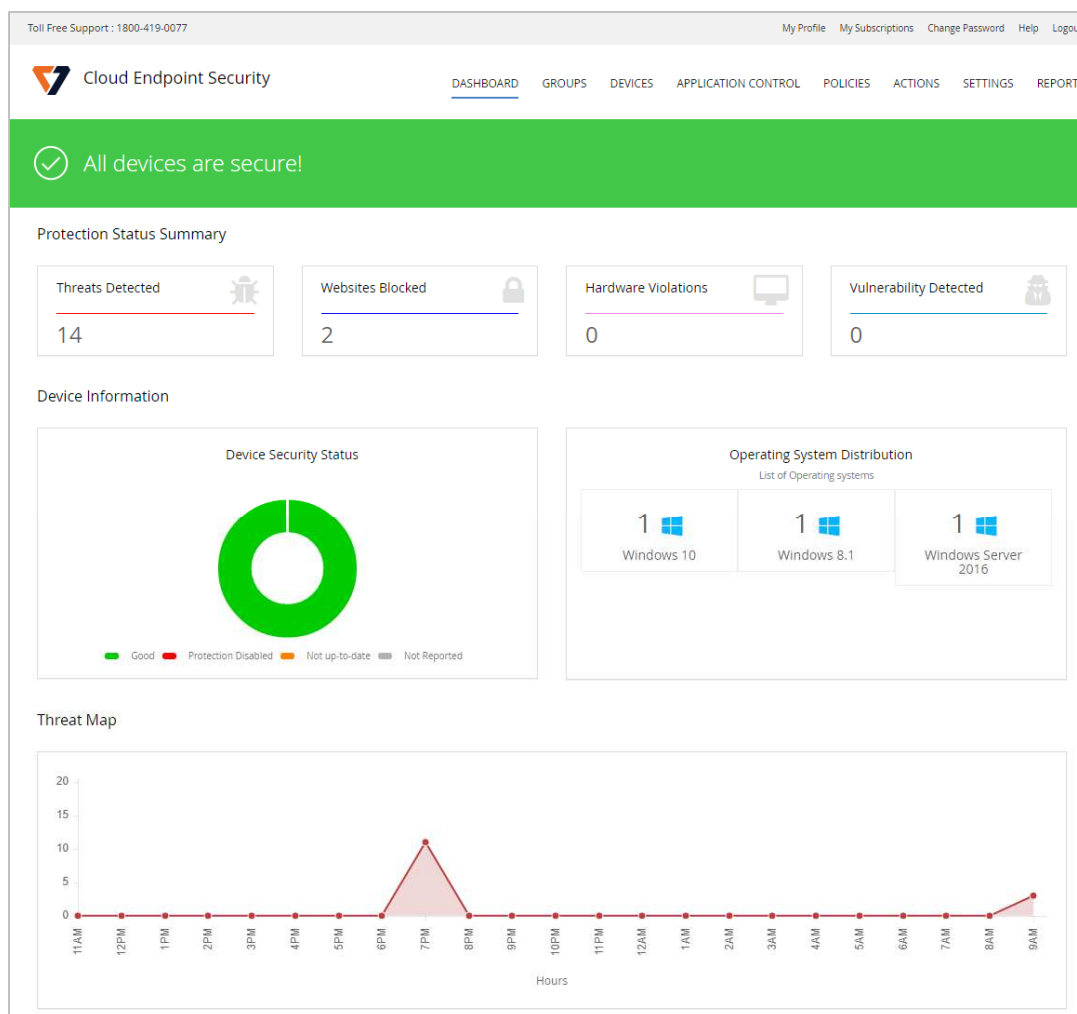 Toll Free Support : 1800-419-0077
My Profile My Subscriptions Change Password Help Logou
Cloud Endpoint Security
DASHBOARD GROUPS DEVICES APPLICATION CONTROL POLICIES ACTIONS SETTINGS REPORT
All devices are secure!
Protection Status Summary
Threats Detected
14
Websites Blocked
2
Hardware Violations
0
Vulnerability Detected
0
Device Information
Device Security Status
Good Protection Disabled Not up-to-date Not Reported
Operating System Distribution
List of Operating systems
1
Windows 10
1
Windows 8.1
1
Windows Server
2016
Threat Map
20
15
10
5
0
11AM 12PM 1PM 2PM 3PM 4PM 5PM 6PM 7PM 8PM 9PM 10PM 11PM 12AM 1AM 2AM 3AM 4AM 5AM 6AM 7AM 8AM 9AM
Hours